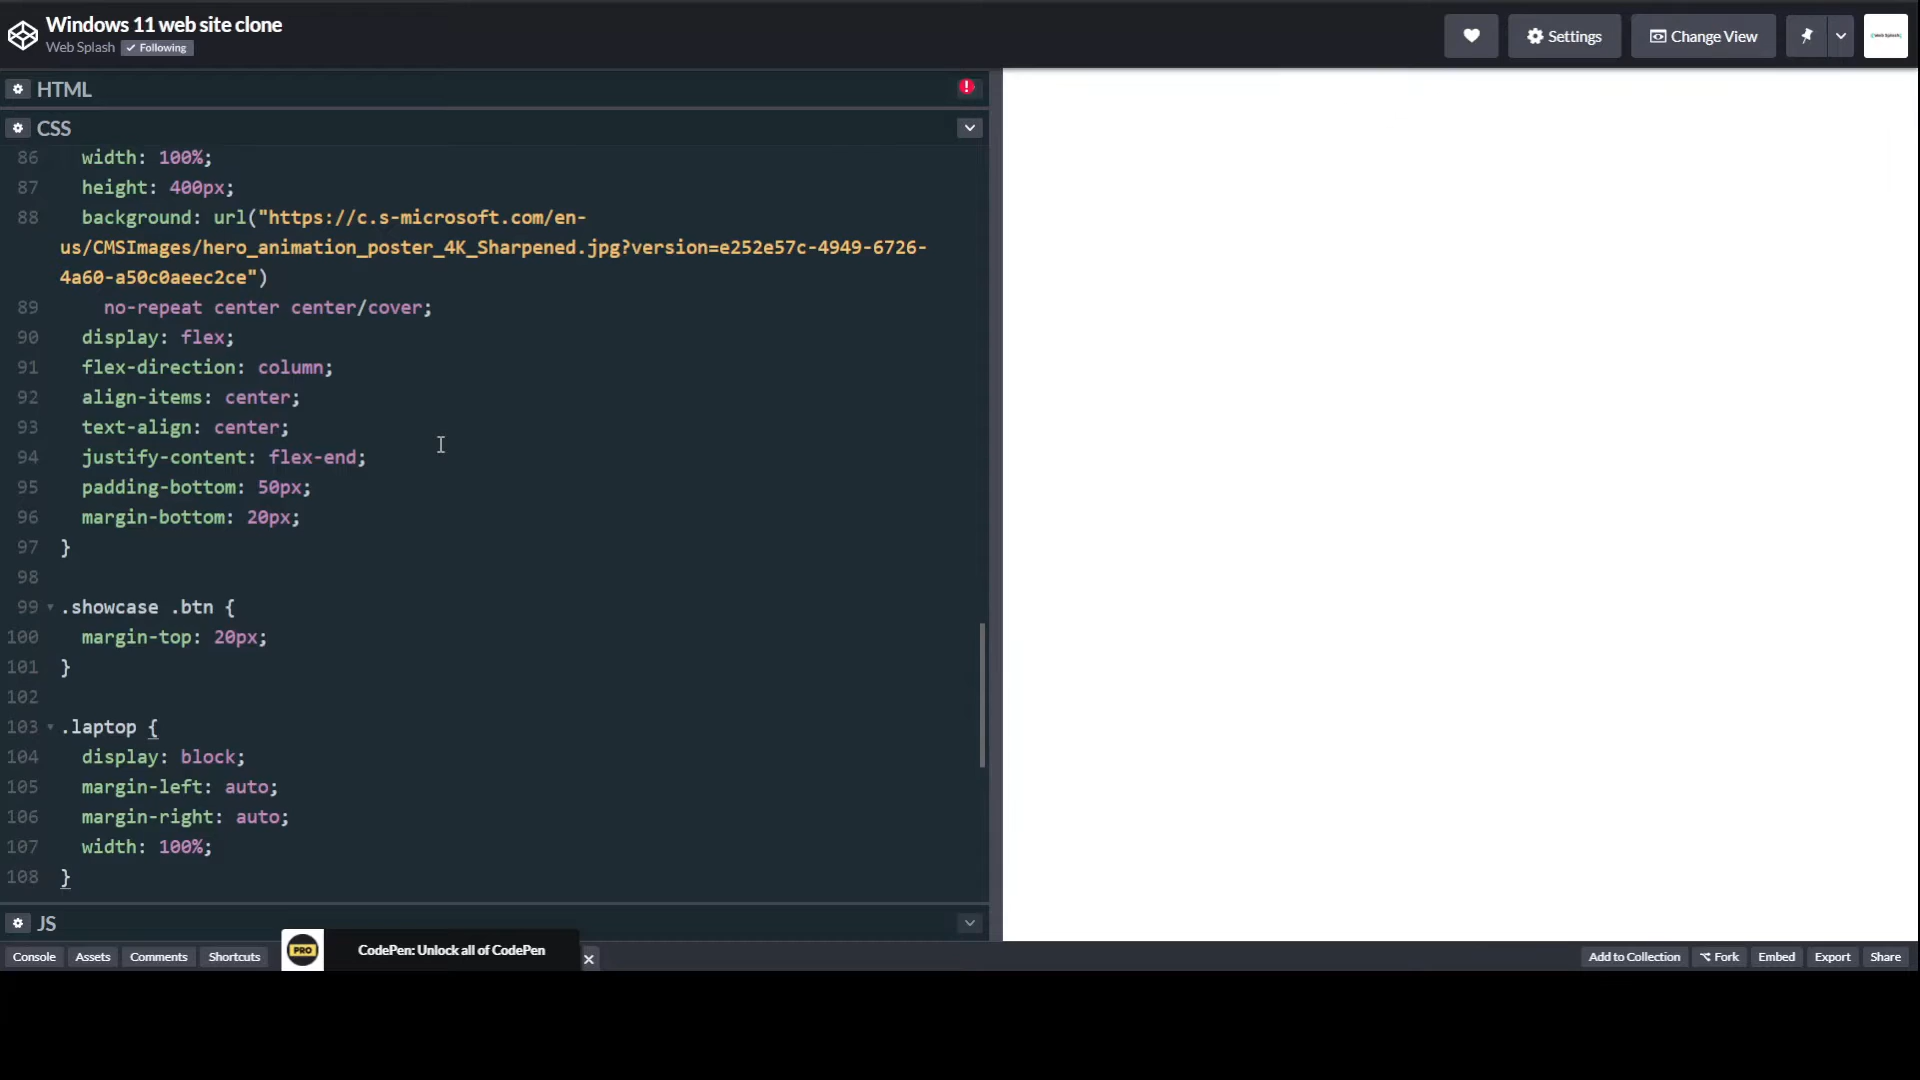 Windows 11 web site clone
Web Splash ✓ Following
Settings
Change View
HTML
!
CSS
86 width: 100%;
87 height: 400px;
88 background: url("https://c.s-microsoft.com/en-
us/CMSImages/hero_animation_poster_4K_Sharpened.jpg?version=e252e57c-4949-6726-
4a60-a50c0aeec2ce")
89 no-repeat center center/cover;
90 display: flex;
91 flex-direction: column;
92 align-items: center;
93 text-align: center;
94 justify-content: flex-end;
95 padding-bottom: 50px;
96 margin-bottom: 20px;
97 }
98
99 .showcase .btn {
100 margin-top: 20px;
101 }
102
103 .laptop {
104 display: block;
105 margin-left: auto;
106 margin-right: auto;
107 width: 100%;
108 }
JS
Console Assets Comments Shortcuts PRO CodePen: Unlock all of CodePen × Add to Collection Fork Embed Export Share